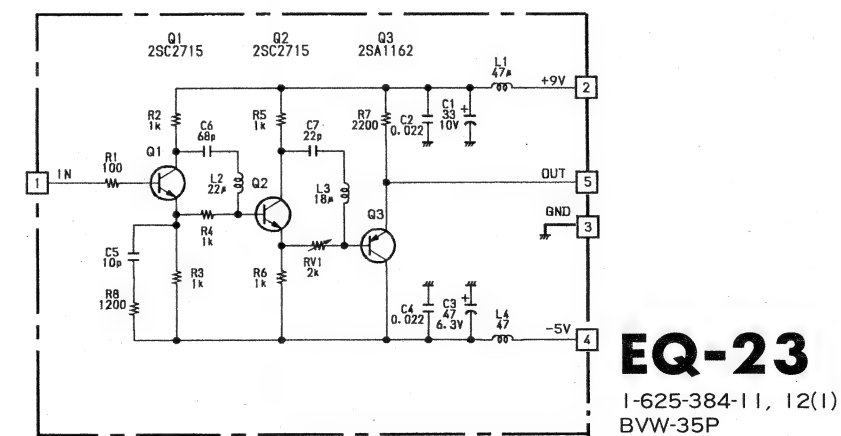 Q1 Q2 Q3
2SC2715 2SC2715 2SA1162
L1
47µ
+9V
2
R2
1k
C6
68p
R5
1k
C7
22p
R7
2200
C2
0.022
C1
33
10V
+
Q1
R1
100
1
IN
L2
22µ
Q2
L3
18µ
OUT
5
GND
3
Q3
R4
1k
C5
10p
R3
1k
R6
1k
RV1
2k
R8
1200
C4
0.022
C3
47
6.3V
+
L4
47
-5V
4
EQ-23
1-625-384-11, 12(1)
BVW-35P